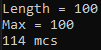 Length = 100
Max = 100
114 mcs